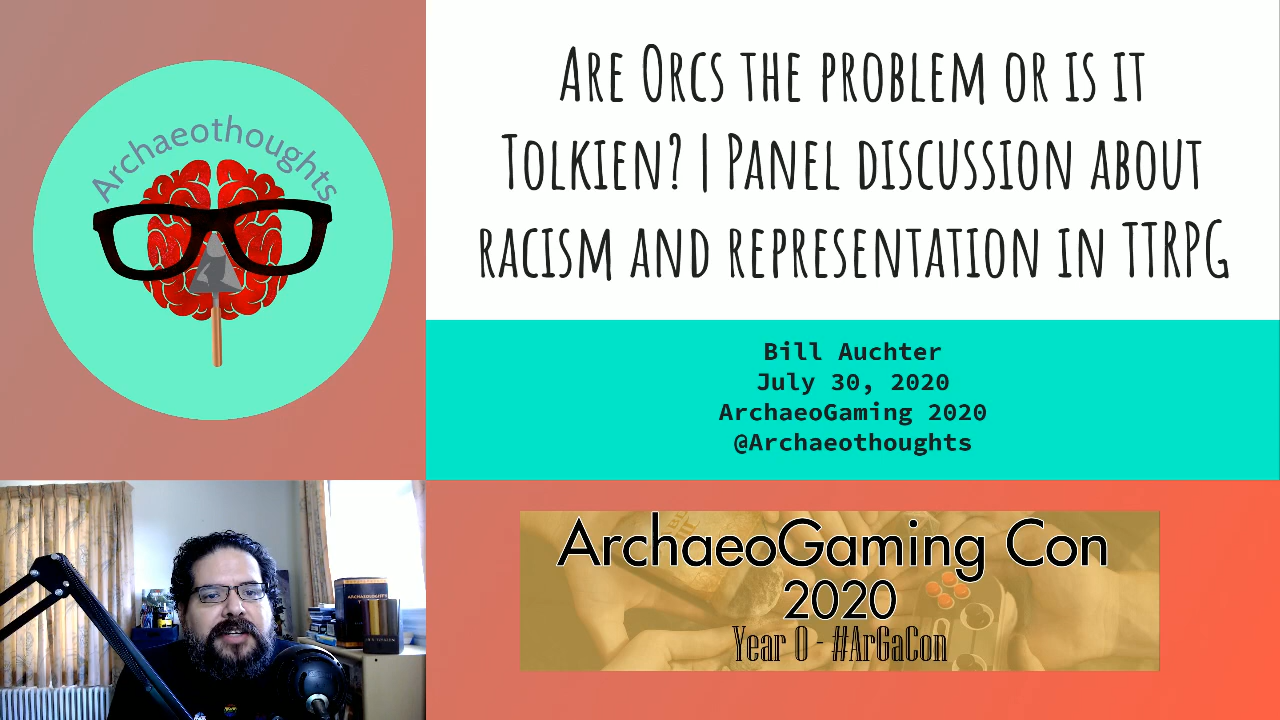 Archaeothoughts
Are Orcs the problem or is it
Tolkien? | Panel discussion about
racism and representation in TTRPG
Bill Auchter
July 30, 2020
ArchaeoGaming 2020
@Archaeothoughts
ArchaeoGaming Con
2020
Year 0 - #ArGaCon